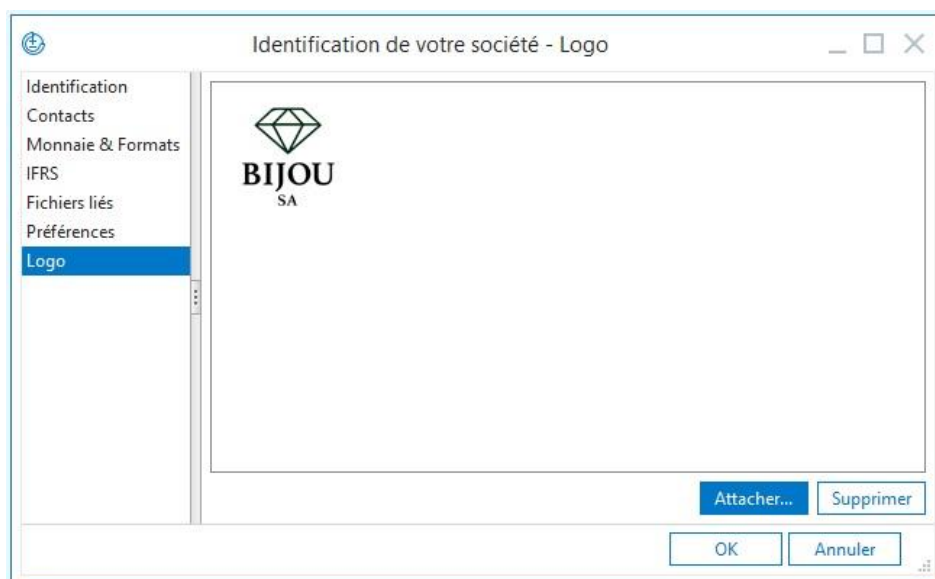 Identification de votre société - Logo
Identification
Contacts
Monnaie & Formats
IFRS
Fichiers liés
Préférences
Logo
BIJOU
SA
Attacher...
Supprimer
OK
Annuler